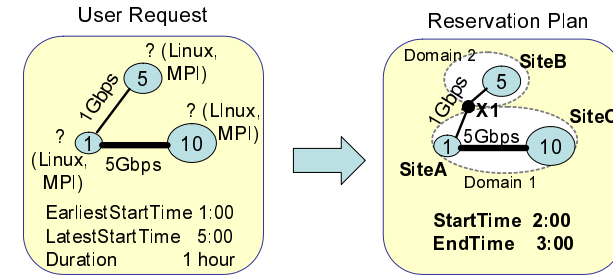 User Request
? (Linux,
MPI)
5
1Gbps
? (LInux,
MPI)
?
1
(Linux,
MPI)
5Gbps
10
EarliestStartTime 1:00
LatestStartTime 5:00
Duration 1 hour
Reservation Plan
Domain 2
SiteB
5
1Gbps
X1
SiteC
5Gbps
1
10
SiteA
Domain 1
StartTime 2:00
EndTime 3:00